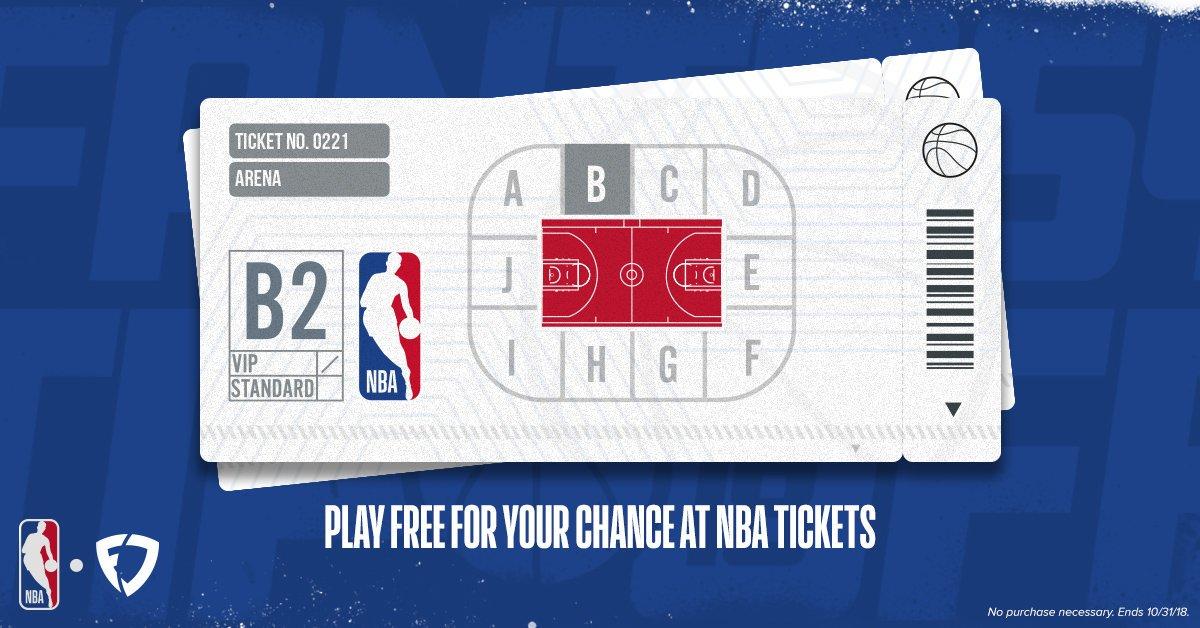 TICKET NO. 0221
ARENA
A B C D
J E
I H G F
B2
VIP
STANDARD
NBA
PLAY FREE FOR YOUR CHANCE AT NBA TICKETS
NBA
No purchase necessary. Ends 10/31/18.